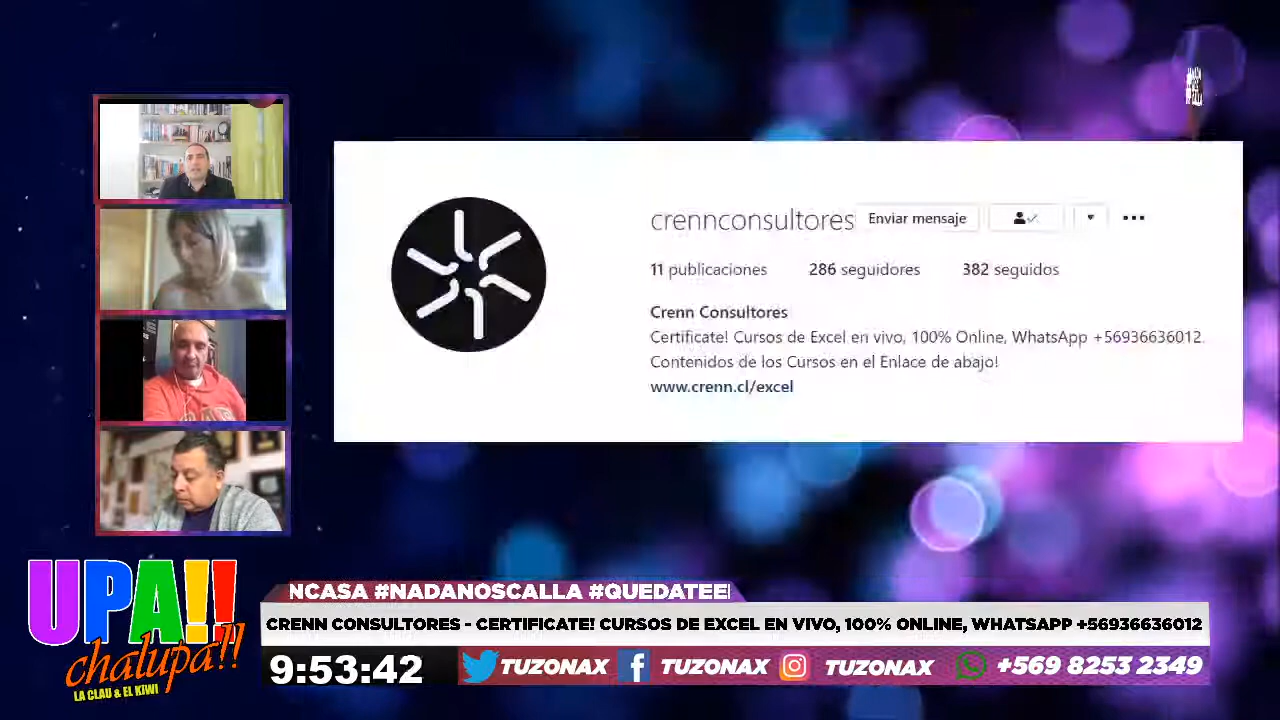 crennconsultores Enviar mensaje
11 publicaciones 286 seguidores 382 seguidos
Crenn Consultores
Certificate! Cursos de Excel en vivo, 100% Online, WhatsApp +56936636012.
Contenidos de los Cursos en el Enlace de abajo!
www.crenn.cl/excel
UPA!!
chalupa!!
LA CLAU & EL KIWI
NCASA #NADANOSCALLA #QUEDATEE
CRENN CONSULTORES - CERTIFICATE! CURSOS DE EXCEL EN VIVO, 100% ONLINE, WHATSAPP +56936636012
9:53:42 TUZONAX TUZONAX TUZONAX +569 8253 2349